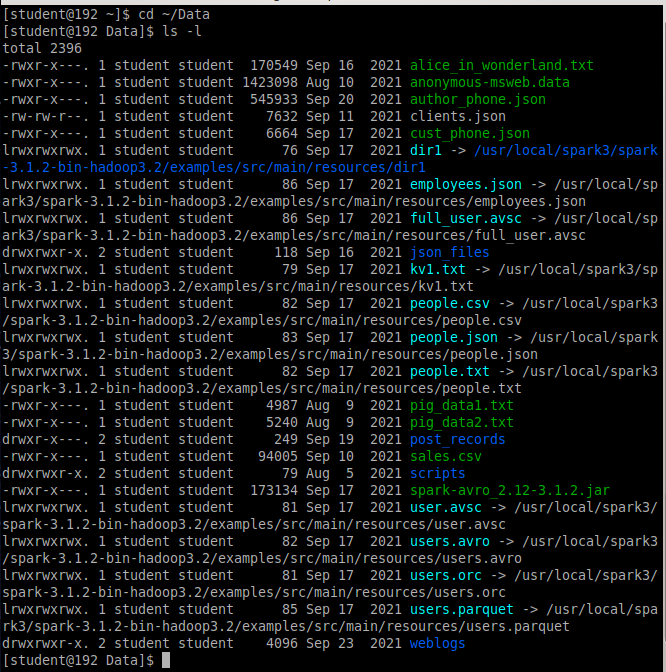 [student@192 ~]$ cd ~/Data
[student@192 Data]$ ls -l
total 2396
-rwxr-x---. 1 student student  170549 Sep 16  2021 alice_in_wonderland.txt
-rwxr-x---. 1 student student 1423098 Aug 10  2021 anonymous-msweb.data
-rwxr-x---. 1 student student  545933 Sep 20  2021 author_phone.json
-rw-rw-r--. 1 student student    7632 Sep 11  2021 clients.json
-rwxr-x---. 1 student student    6664 Sep 17  2021 cust_phone.json
lrwxrwxrwx. 1 student student      76 Sep 17  2021 dir1 -> /usr/local/spark3/spark
-3.1.2-bin-hadoop3.2/examples/src/main/resources/dir1
lrwxrwxrwx. 1 student student      86 Sep 17  2021 employees.json -> /usr/local/sp
ark3/spark-3.1.2-bin-hadoop3.2/examples/src/main/resources/employees.json
lrwxrwxrwx. 1 student student      86 Sep 17  2021 full_user.avsc -> /usr/local/sp
ark3/spark-3.1.2-bin-hadoop3.2/examples/src/main/resources/full_user.avsc
drwxrwxr-x. 2 student student     118 Sep 16  2021 json_files
lrwxrwxrwx. 1 student student      79 Sep 17  2021 kv1.txt -> /usr/local/spark3/sp
ark-3.1.2-bin-hadoop3.2/examples/src/main/resources/kv1.txt
lrwxrwxrwx. 1 student student      82 Sep 17  2021 people.csv -> /usr/local/spark3
/spark-3.1.2-bin-hadoop3.2/examples/src/main/resources/people.csv
lrwxrwxrwx. 1 student student      83 Sep 17  2021 people.json -> /usr/local/spark
3/spark-3.1.2-bin-hadoop3.2/examples/src/main/resources/people.json
lrwxrwxrwx. 1 student student      82 Sep 17  2021 people.txt -> /usr/local/spark3
/spark-3.1.2-bin-hadoop3.2/examples/src/main/resources/people.txt
-rwxr-x---. 1 student student    4987 Aug  9  2021 pig_data1.txt
-rwxr-x---. 1 student student    5240 Aug  9  2021 pig_data2.txt
drwxr-x---. 2 student student     249 Sep 19  2021 post_records
-rwxr-x---. 1 student student   94005 Sep 10  2021 sales.csv
drwxrwxr-x. 2 student student      79 Aug  5  2021 scripts
-rwxr-x---. 1 student student  173134 Sep 17  2021 spark-avro_2.12-3.1.2.jar
lrwxrwxrwx. 1 student student      81 Sep 17  2021 user.avsc -> /usr/local/spark3/
spark-3.1.2-bin-hadoop3.2/examples/src/main/resources/user.avsc
lrwxrwxrwx. 1 student student      82 Sep 17  2021 users.avro -> /usr/local/spark3
/spark-3.1.2-bin-hadoop3.2/examples/src/main/resources/users.avro
lrwxrwxrwx. 1 student student      81 Sep 17  2021 users.orc -> /usr/local/spark3/
spark-3.1.2-bin-hadoop3.2/examples/src/main/resources/users.orc
lrwxrwxrwx. 1 student student      85 Sep 17  2021 users.parquet -> /usr/local/spa
rk3/spark-3.1.2-bin-hadoop3.2/examples/src/main/resources/users.parquet
drwxrwxr-x. 2 student student    4096 Sep 23  2021 weblogs
[student@192 Data]$